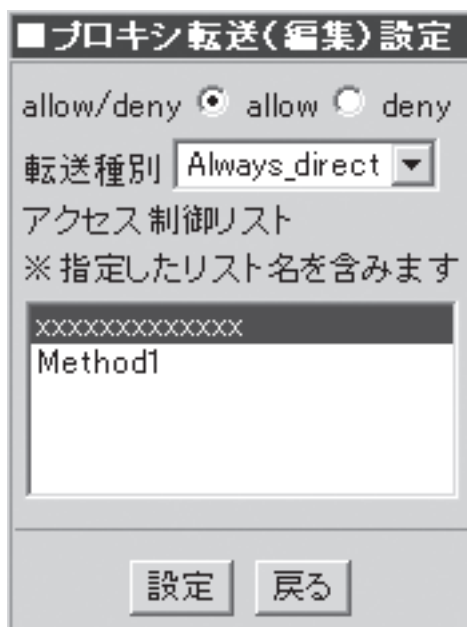 ■プロキシ転送(編集)設定
allow/deny allow deny
転送種別 Always_direct
アクセス制御リスト
※指定したリスト名を含みます
xxxxxxxxxxxxx
Method1
設定 戻る